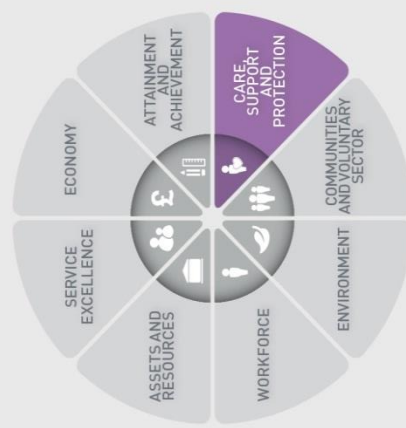 ATTAINMENT
AND
ACHIEVEMENT
CARE,
SUPPORT
AND
PROTECTION
COMMUNITIES
AND VOLUNTARY
SECTOR
ENVIRONMENT
WORKFORCE
ASSETS AND
RESOURCES
SERVICE
EXCELLENCE
ECONOMY
£